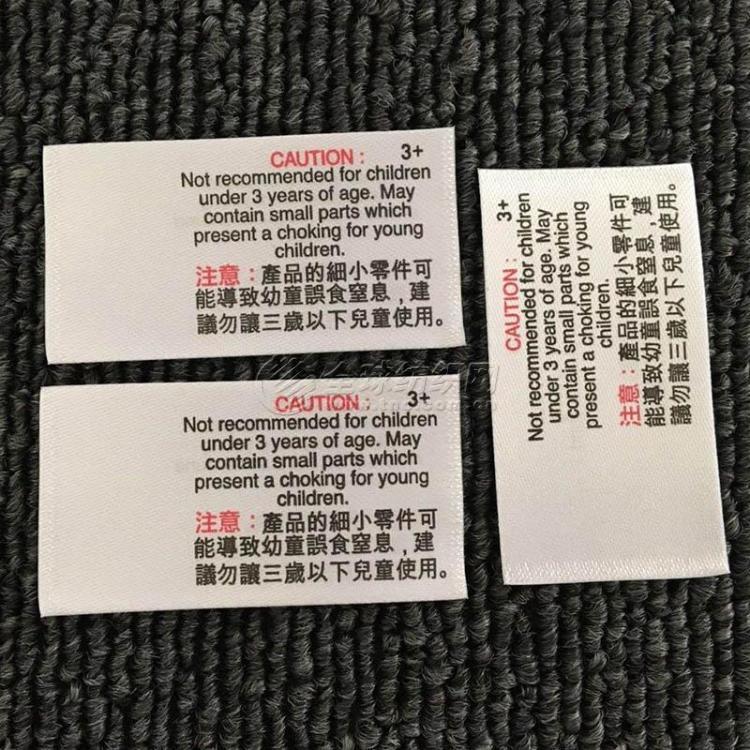 CAUTION : 3+
Not recommended for children
under 3 years of age. May
contain small parts which
present a choking for young
children.
注意：產品的細小零件可
能導致幼童誤食窒息，建
議勿讓三歲以下兒童使用。
CAUTION : 3+
Not recommended for children
under 3 years of age. May
contain small parts which
present a choking for young
children.
注意：產品的細小零件可
能導致幼童誤食窒息，建
議勿讓三歲以下兒童使用。
CAUTION : 3+
Not recommended for children
under 3 years of age. May
contain small parts which
present a choking for young
children.
注意：產品的細小零件可
能導致幼童誤食窒息，建
議勿讓三歲以下兒童使用。
全球纺织网